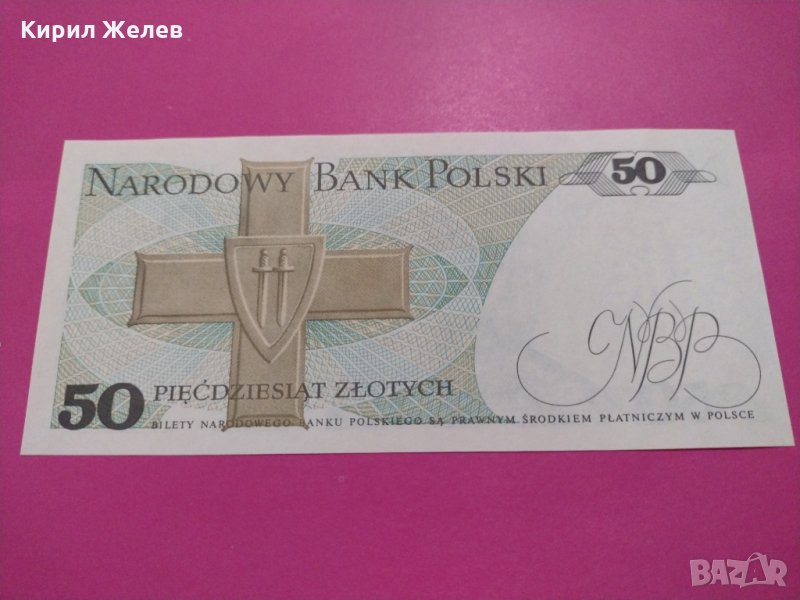 Кирил Желев
NARODOWY BANK POLSKI 50
NBP
50 PIĘĆDZIESIĄT ZŁOTYCH
BILETY NARODOWEGO BANKU POLSKIEGO SĄ PRAWNYM ŚRODKIEM PŁATNICZYM W POLSCE
BAZAR